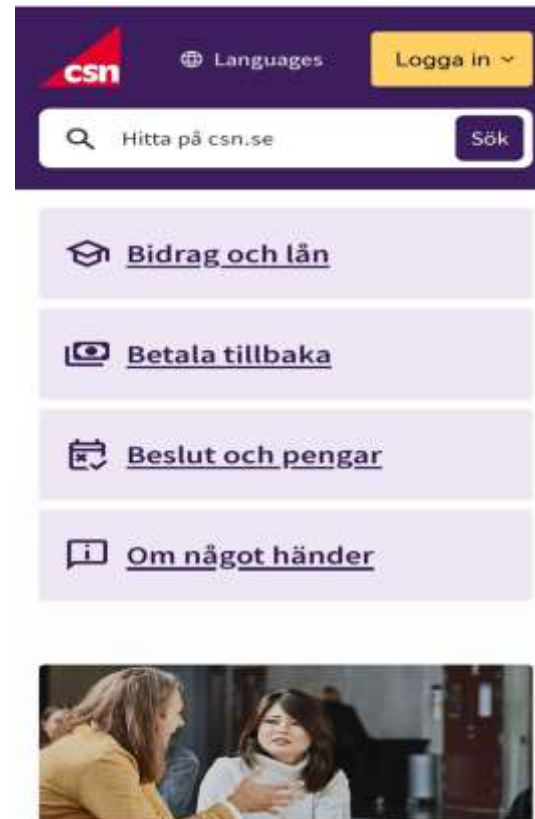 csn
Languages
Logga in
Hitta på csn.se
Sök
Bidrag och lån
Betala tillbaka
Beslut och pengar
Om något händer